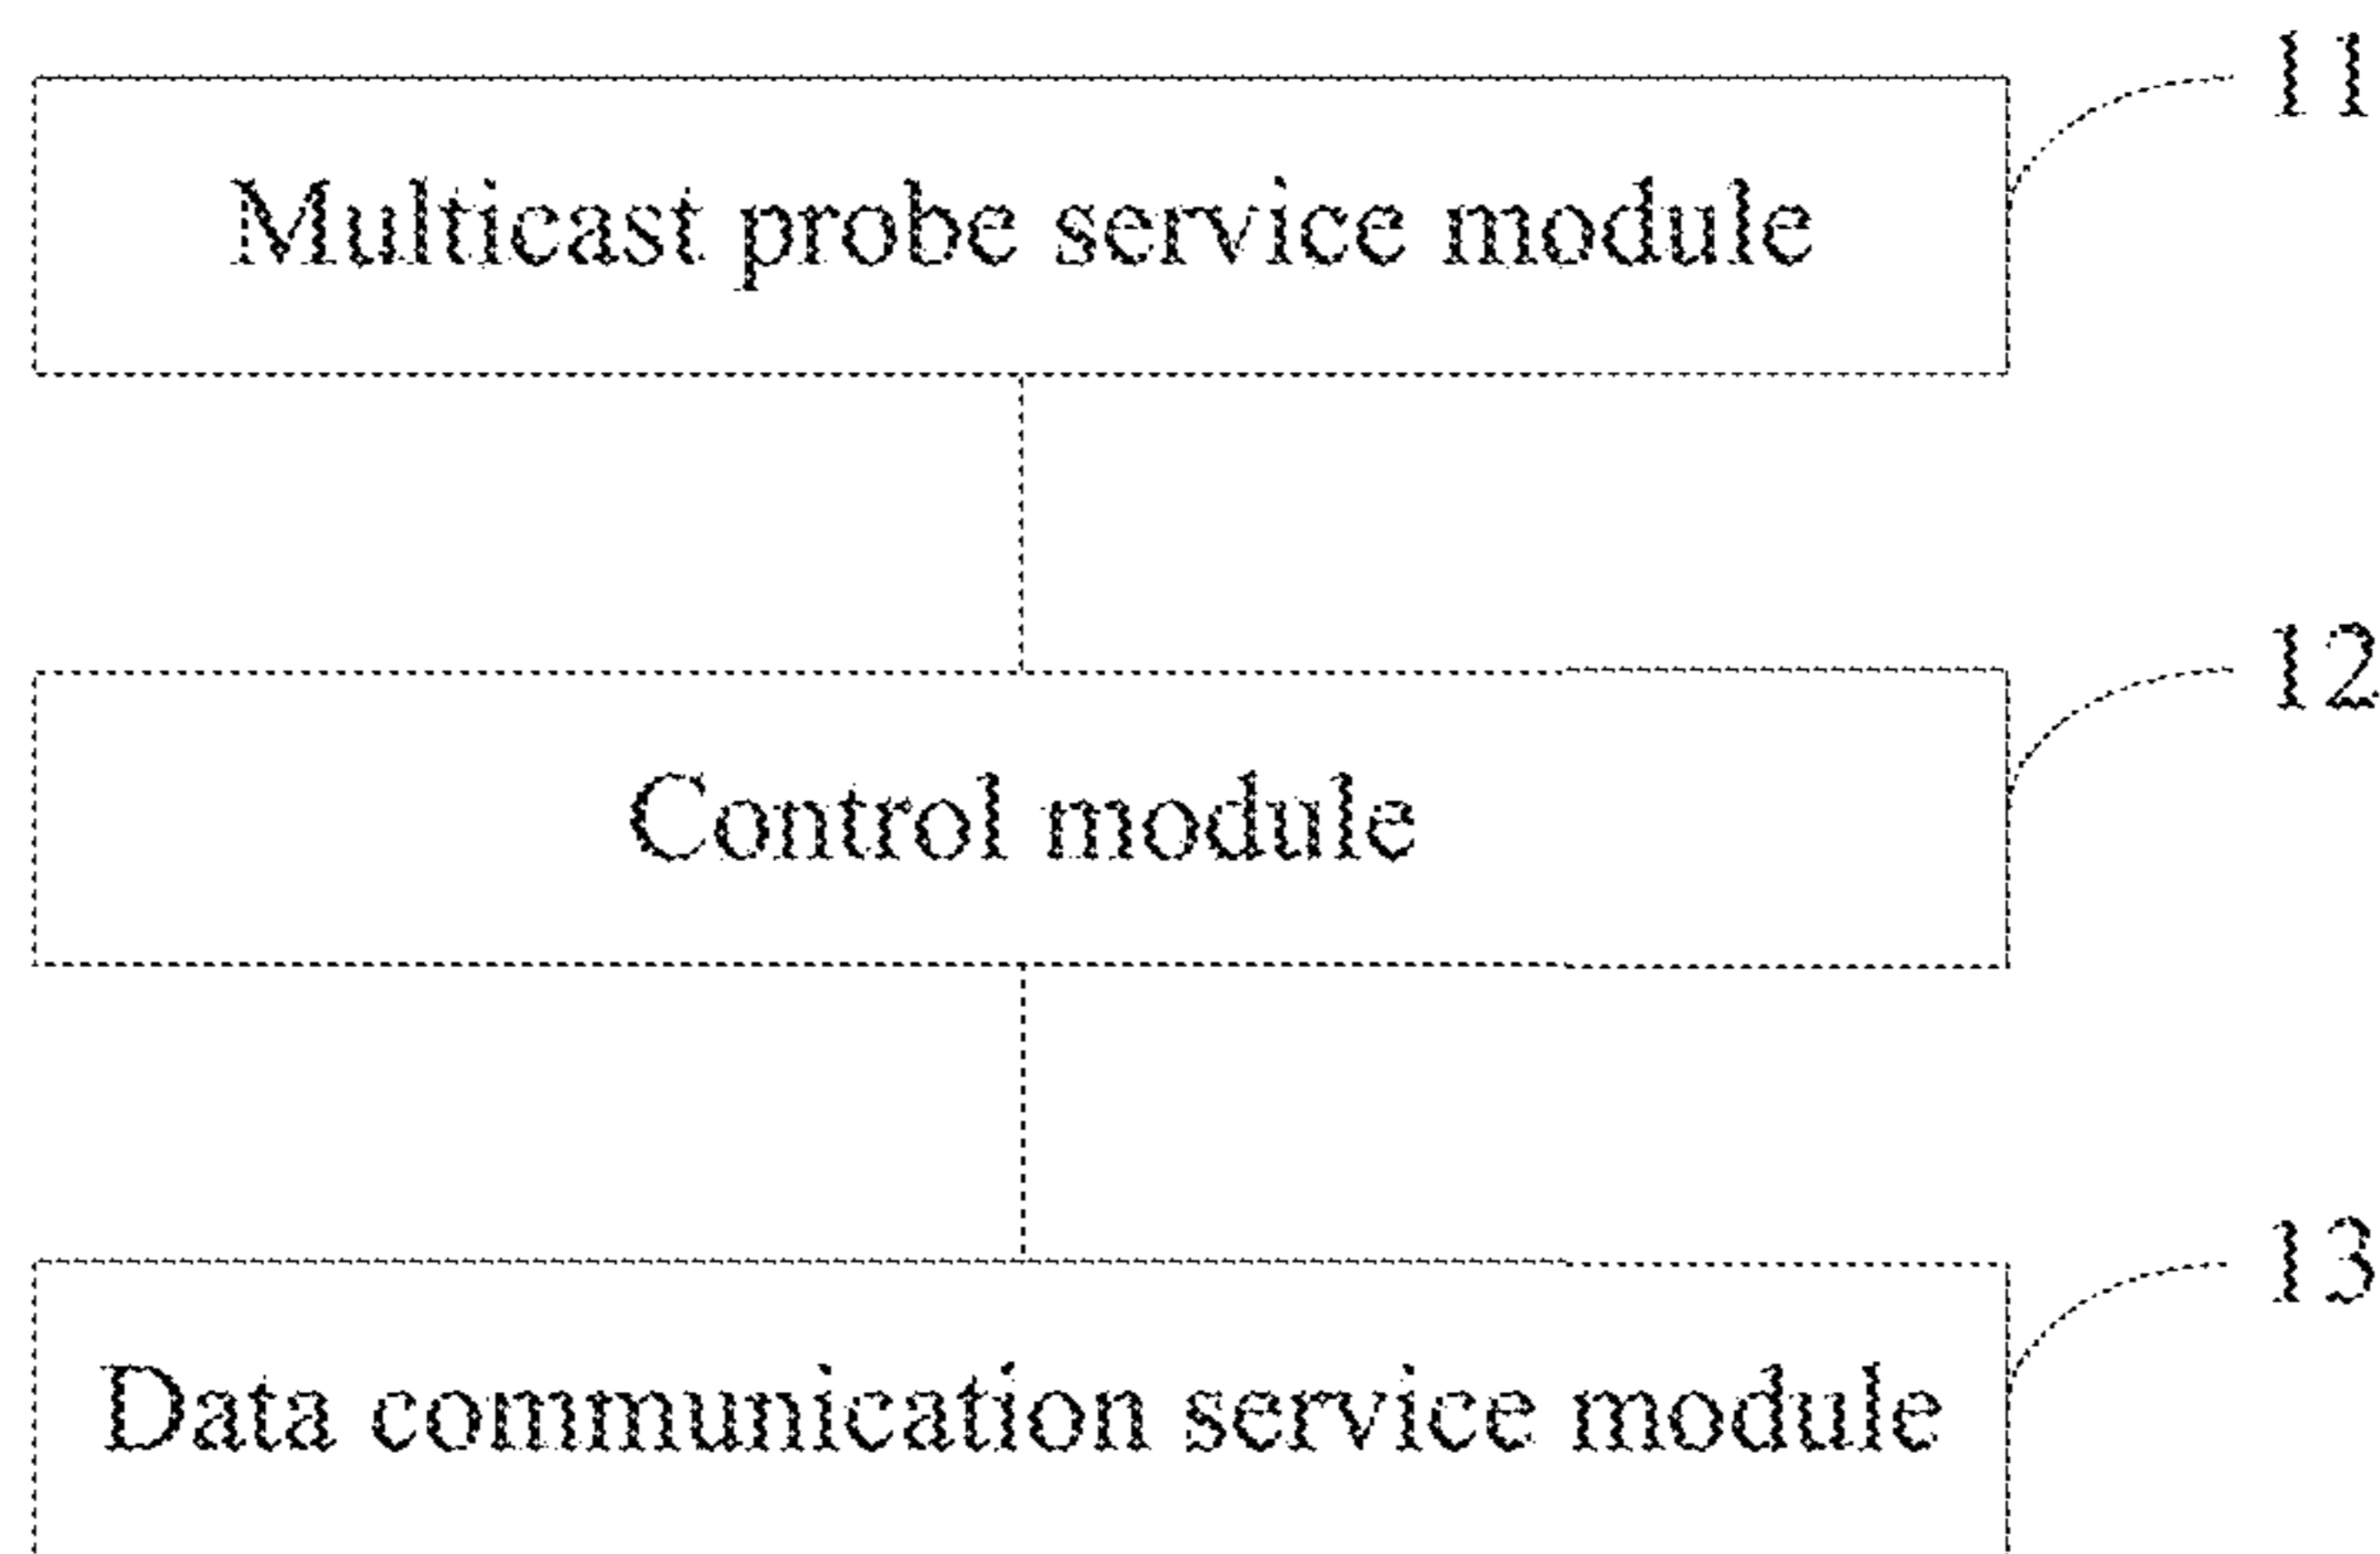 11
Multicast probe service module
12
Control module
13
Data communication service module